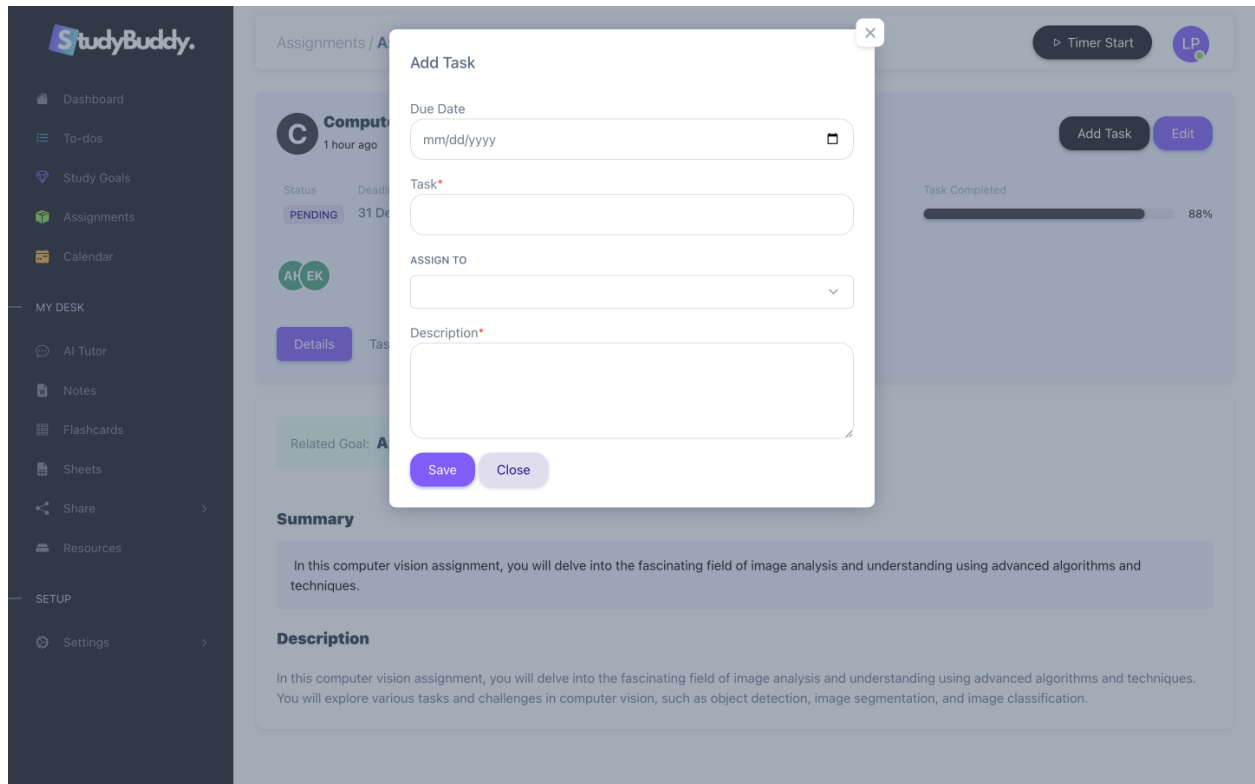 StudyBuddy.
Dashboard
To-dos
Study Goals
Assignments
Calendar
MY DESK
AI Tutor
Notes
Flashcards
Sheets
Share
Resources
SETUP
Settings
Assignments / A
Timer Start
LP
C
Comput
1 hour ago
Add Task
Edit
Status
Deadli
PENDING
31 De
Task Completed
88%
EK
Details
Tas
Related Goal: A
Add Task
Due Date
mm/dd/yyyy
Task*
ASSIGN TO
Description*
Save
Close
Summary
In this computer vision assignment, you will delve into the fascinating field of image analysis and understanding using advanced algorithms and
techniques.
Description
In this computer vision assignment, you will delve into the fascinating field of image analysis and understanding using advanced algorithms and techniques.
You will explore various tasks and challenges in computer vision, such as object detection, image segmentation, and image classification.